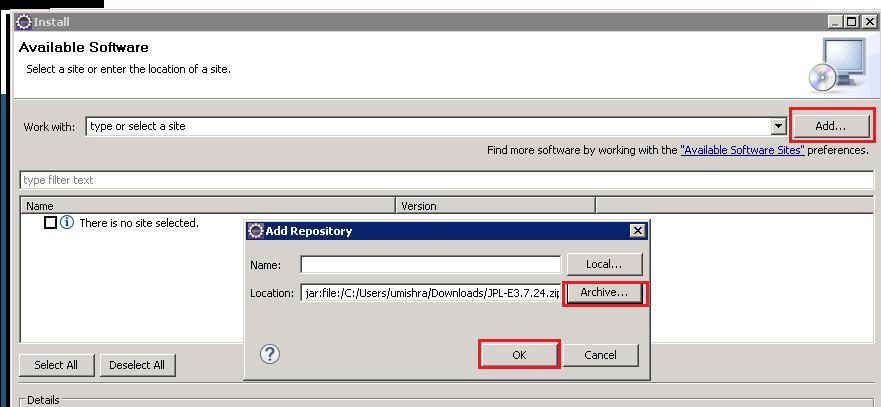 Install
Available Software
Select a site or enter the location of a site.
Work with: type or select a site Add...
Find more software by working with the "Available Software Sites" preferences.
type filter text
Name Version
There is no site selected.
Add Repository
Name: Local...
Location: jar:file:/C:/Users/umishra/Downloads/JPL-E3.7.24.zip Archive...
? OK Cancel
Select All Deselect All
Details